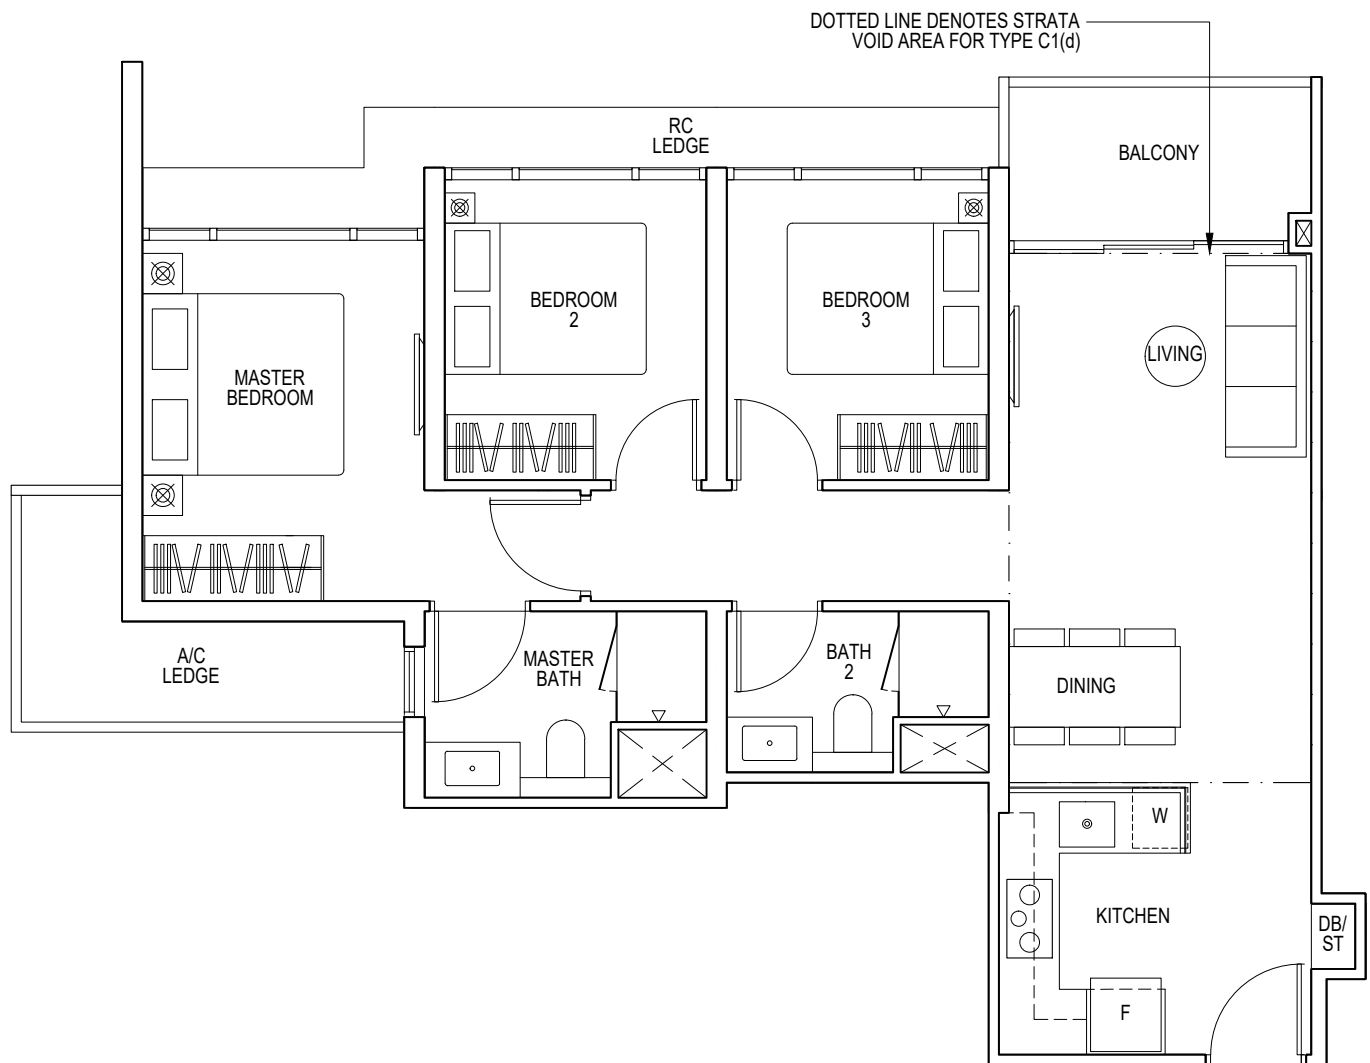 DOTTED LINE DENOTES STRATA
VOID AREA FOR TYPE C1(d)
RC
LEDGE
BALCONY
BEDROOM
2
BEDROOM
3
LIVING
MASTER
BEDROOM
A/C
LEDGE
MASTER
BATH
BATH
2
DINING
W
KITCHEN
DB/
ST
F